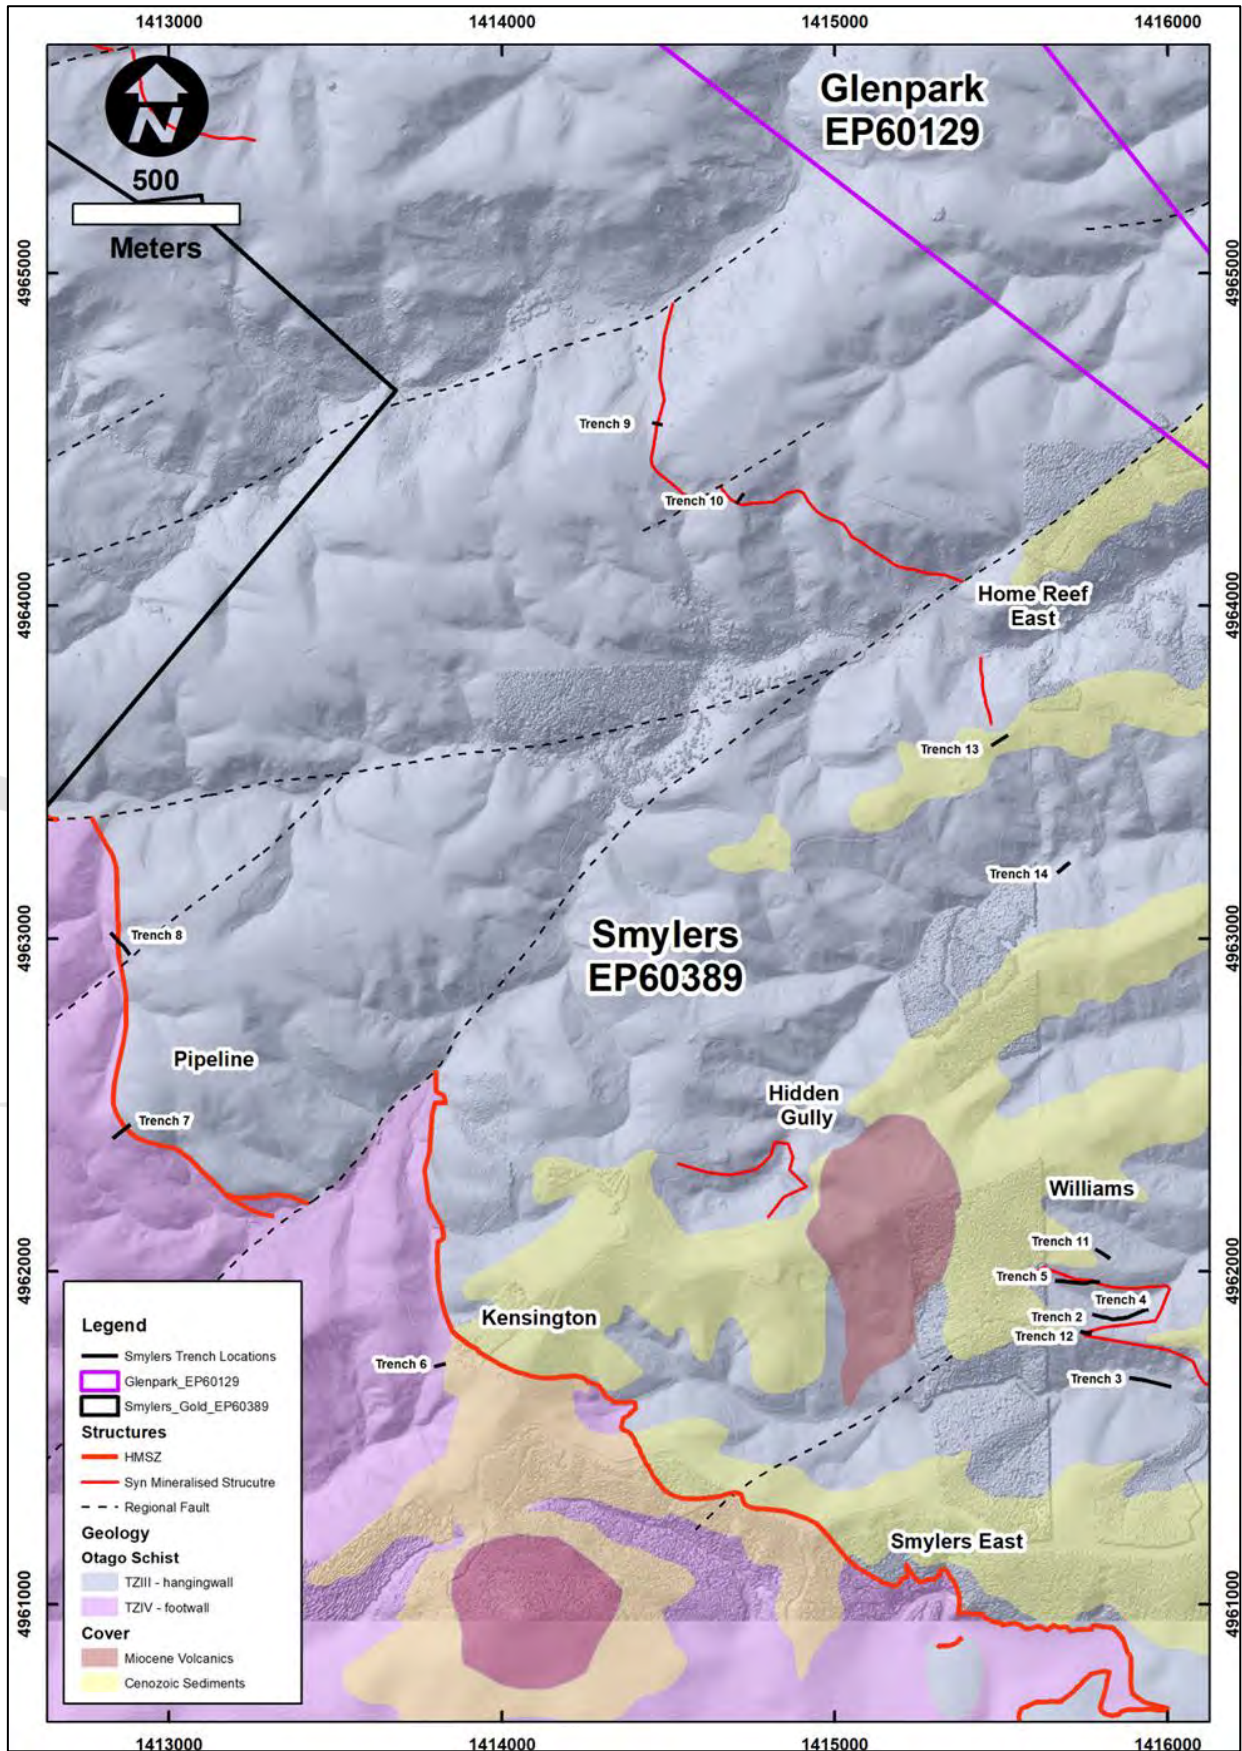 1413000
1414000
1415000
1416000
N
500
Meters
Glenpark
EP60129
4965000
4965000
Trench 9
Trench 10
4964000
4964000
Home Reef
East
Trench 13
Trench 14
4963000
4963000
Smylers
EP60389
Trench 8
Pipeline
Trench 7
Hidden
Gully
Williams
Trench 11
4962000
4962000
Trench 5
Trench 4
Trench 2
Trench 12
Kensington
Trench 6
Trench 3
Smylers East
4961000
4961000
Legend
Smylers Trench Locations
Glenpark_EP60129
Smylers_Gold_EP60389
Structures
HMSZ
Syn Mineralised Strucutre
Regional Fault
Geology
Otago Schist
TZIII - hangingwall
TZIV - footwall
Cover
Miocene Volcanics
Cenozoic Sediments
1413000
1414000
1415000
1416000